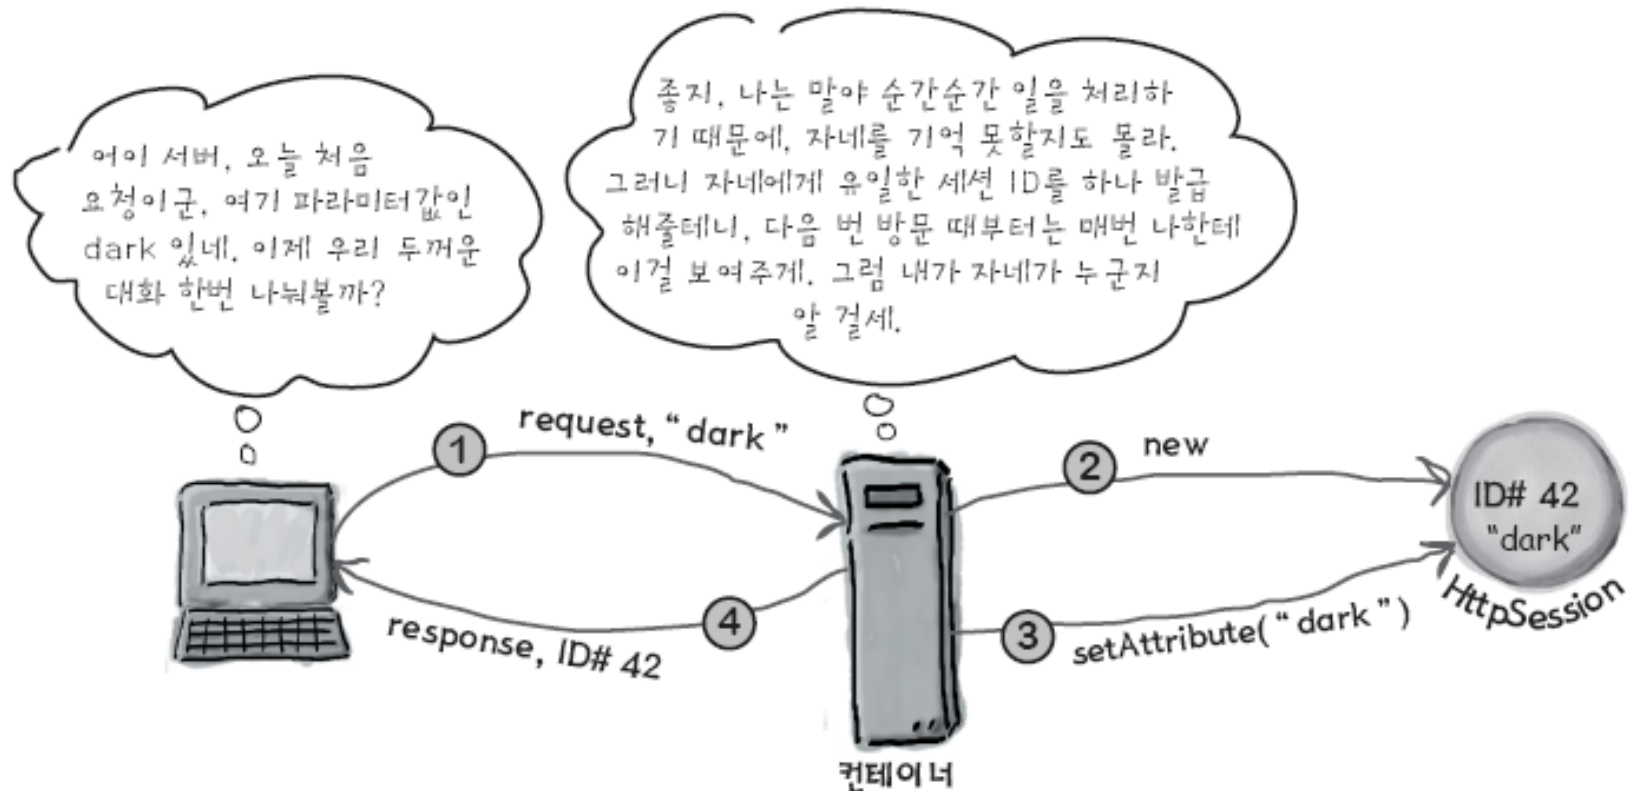 어이 서버, 오늘 처음
요청이군, 여기 파라미터값인
dark 있네. 이제 우리 두꺼운
대화 한번 나눠볼까?
좋지, 나는 말야 순간순간 일을 처리하
기 때문에, 자네를 기억 못할지도 몰라.
그러니 자네에게 유일한 세션 ID를 하나 발급
해줄테니, 다음 번 방문 때부터는 매번 나한테
이걸 보여주게. 그럼 내가 자네가 누군지
알 걸세.
1
request, “dark”
2
new
ID# 42
"dark"
HttpSession
3
setAttribute(“dark”)
4
response, ID# 42
컨테이너